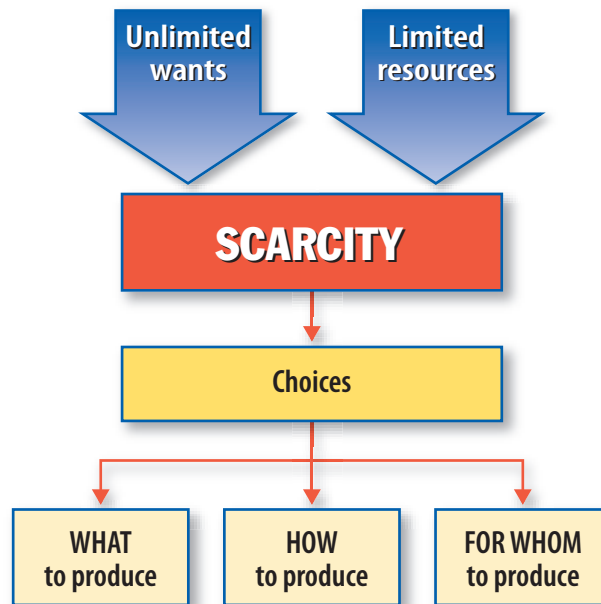 Unlimited
wants
Limited
resources
SCARCITY
Choices
WHAT
to produce
HOW
to produce
FOR WHOM
to produce